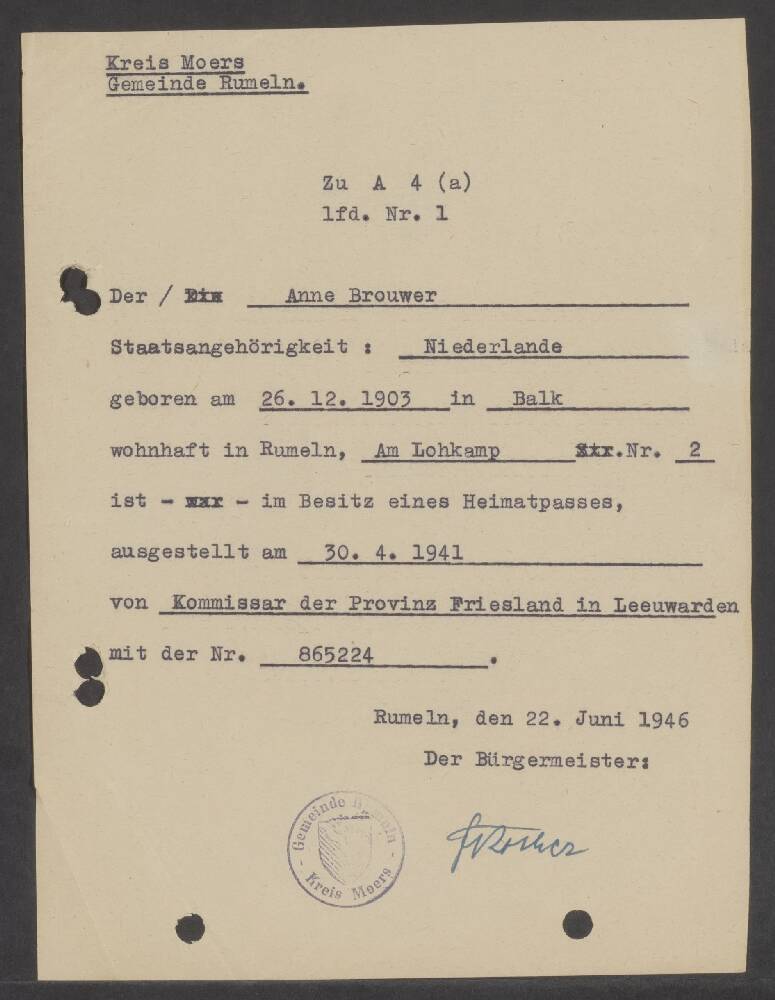 Kreis Moers
Gemeinde Rumeln.
Zu A 4 (a)
lfd. Nr. 1
Der / Die Anne Brouwer
Staatsangehörigkeit : Niederlande
geboren am 26. 12. 1903 in Balk
wohnhaft in Rumeln, Am Lohkamp Str.Nr. 2
ist - war - im Besitz eines Heimatpasses,
ausgestellt am 30. 4. 1941
von Kommissar der Provinz Friesland in Leeuwarden
mit der Nr. 865224 .
Rumeln, den 22. Juni 1946
Der Bürgermeister:
Gemeinde Rumeln
- Kreis Moers -